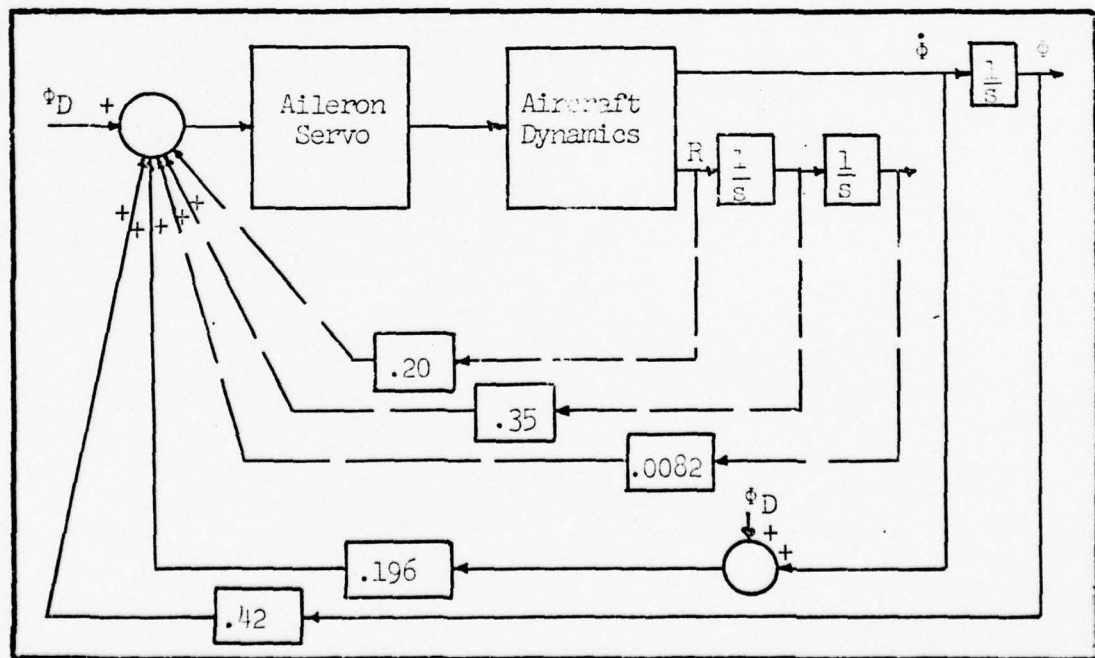 Φ̇
1/s
Φ
ΦD
+
Aileron
Servo
Aircraft
Dynamics
R
1/s
1/s
+
+
+
+
+
.20
.35
.0082
ΦD
+
+
.196
.42